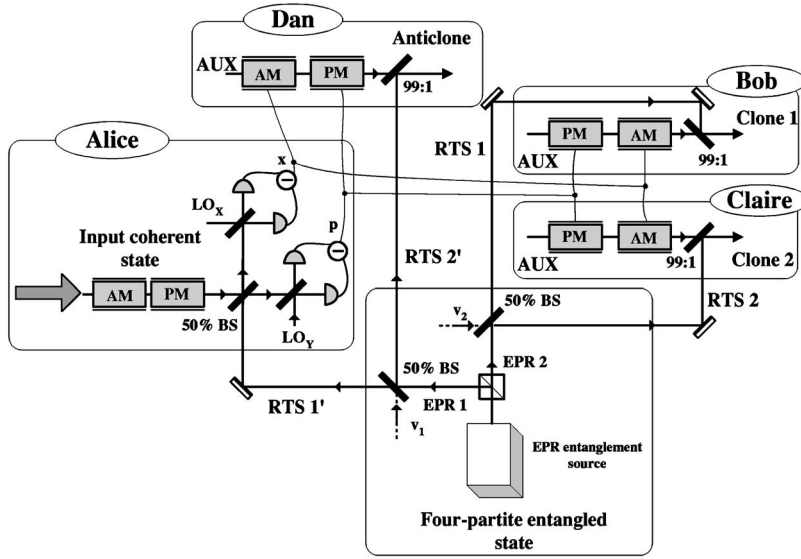 Dan
Anticlone
AUX
AM
PM
99:1
Bob
Clone 1
PM
AM
AUX
99:1
RTS 1
Alice
x
LOX
p
Input coherent
state
AM
PM
50% BS
LOY
Claire
PM
AM
AUX
99:1
Clone 2
RTS 2
RTS 2'
50% BS
v2
EPR 2
50% BS
EPR 1
RTS 1'
v1
EPR entanglement
source
Four-partite entangled
state